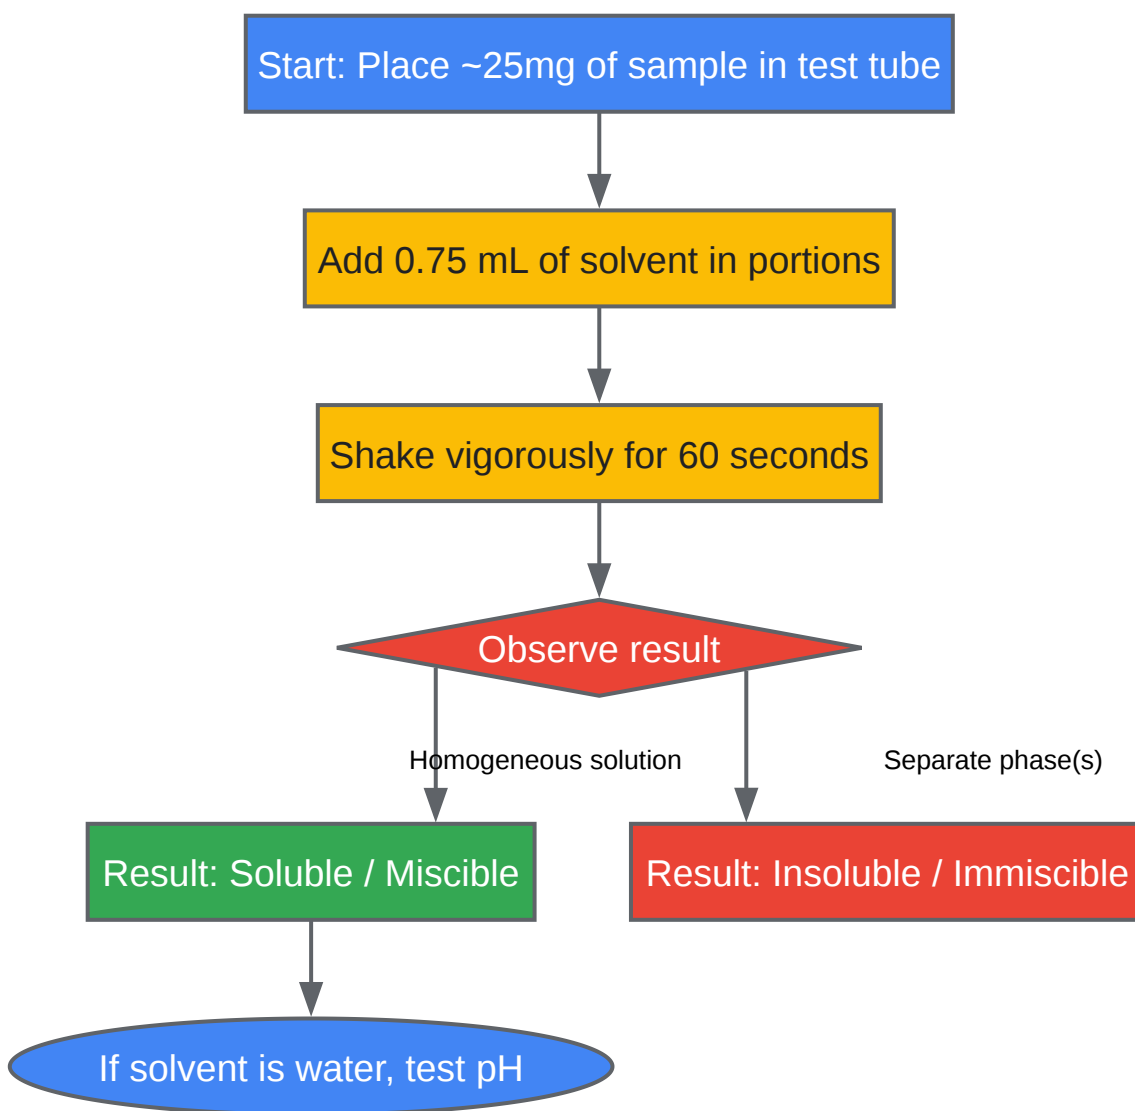 Start: Place ~25mg of sample in test tube
Add 0.75 mL of solvent in portions
Shake vigorously for 60 seconds
Observe result
Homogeneous solution
Separate phase(s)
Result: Soluble / Miscible
Result: Insoluble / Immiscible
If solvent is water, test pH